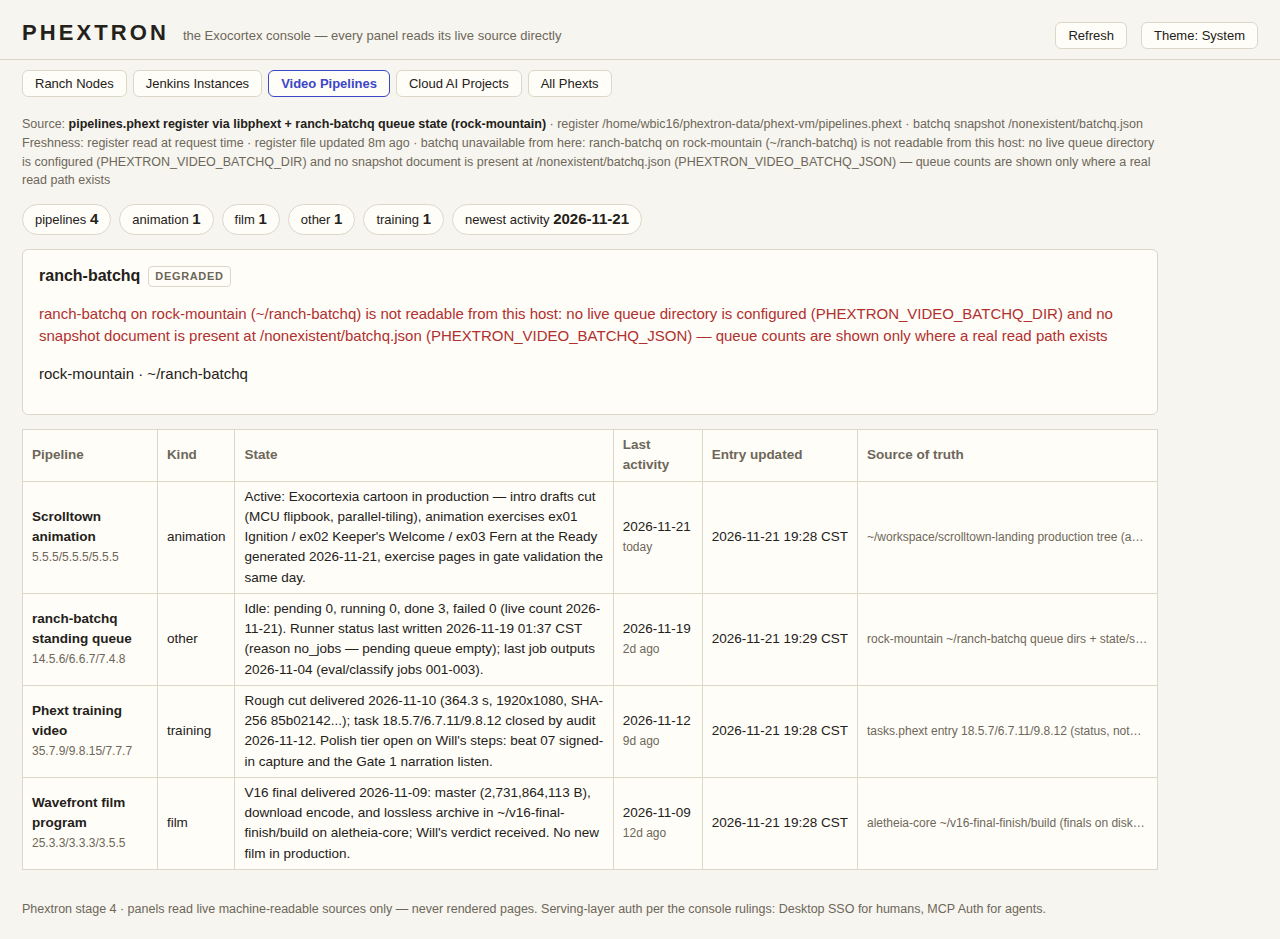 PHEXTRON the Exocortex console — every panel reads its live source directly Refresh Theme: System
Ranch Nodes Jenkins Instances Video Pipelines Cloud AI Projects All Phexts
Source: pipelines.phext register via libphext + ranch-batchq queue state (rock-mountain) · register /home/wbic16/phextron-data/phext-vm/pipelines.phext · batchq snapshot /nonexistent/batchq.json
Freshness: register read at request time · register file updated 8m ago · batchq unavailable from here: ranch-batchq on rock-mountain (~/ranch-batchq) is not readable from this host: no live queue directory
is configured (PHEXTRON_VIDEO_BATCHQ_DIR) and no snapshot document is present at /nonexistent/batchq.json (PHEXTRON_VIDEO_BATCHQ_JSON) — queue counts are shown only where a real
read path exists
pipelines 4 animation 1 film 1 other 1 training 1 newest activity 2026-11-21
ranch-batchq DEGRADED
ranch-batchq on rock-mountain (~/ranch-batchq) is not readable from this host: no live queue directory is configured (PHEXTRON_VIDEO_BATCHQ_DIR) and no
snapshot document is present at /nonexistent/batchq.json (PHEXTRON_VIDEO_BATCHQ_JSON) — queue counts are shown only where a real read path exists
rock-mountain · ~/ranch-batchq
Pipeline Kind State Last activity Entry updated Source of truth
Scrolltown
animation
5.5.5/5.5.5/5.5.5
animation
Active: Exocortexia cartoon in production — intro drafts cut
(MCU flipbook, parallel-tiling), animation exercises ex01
Ignition / ex02 Keeper's Welcome / ex03 Fern at the Ready
generated 2026-11-21, exercise pages in gate validation the
same day.
2026-11-21
today
2026-11-21 19:28 CST
~/workspace/scrolltown-landing production tree (a…
ranch-batchq
standing queue
14.5.6/6.6.7/7.4.8
other
Idle: pending 0, running 0, done 3, failed 0 (live count 2026-
11-21). Runner status last written 2026-11-19 01:37 CST
(reason no_jobs — pending queue empty); last job outputs
2026-11-04 (eval/classify jobs 001-003).
2026-11-19
2d ago
2026-11-21 19:29 CST
rock-mountain ~/ranch-batchq queue dirs + state/s…
Phext training
video
35.7.9/9.8.15/7.7.7
training
Rough cut delivered 2026-11-10 (364.3 s, 1920x1080, SHA-
256 85b02142...); task 18.5.7/6.7.11/9.8.12 closed by audit
2026-11-12. Polish tier open on Will's steps: beat 07 signed-
in capture and the Gate 1 narration listen.
2026-11-12
9d ago
2026-11-21 19:28 CST
tasks.phext entry 18.5.7/6.7.11/9.8.12 (status, not…
Wavefront film
program
25.3.3/3.3.3/3.5.5
film
V16 final delivered 2026-11-09: master (2,731,864,113 B),
download encode, and lossless archive in ~/v16-final-
finish/build on aletheia-core; Will's verdict received. No new
film in production.
2026-11-09
12d ago
2026-11-21 19:28 CST
aletheia-core ~/v16-final-finish/build (finals on disk…
Phextron stage 4 · panels read live machine-readable sources only — never rendered pages. Serving-layer auth per the console rulings: Desktop SSO for humans, MCP Auth for agents.